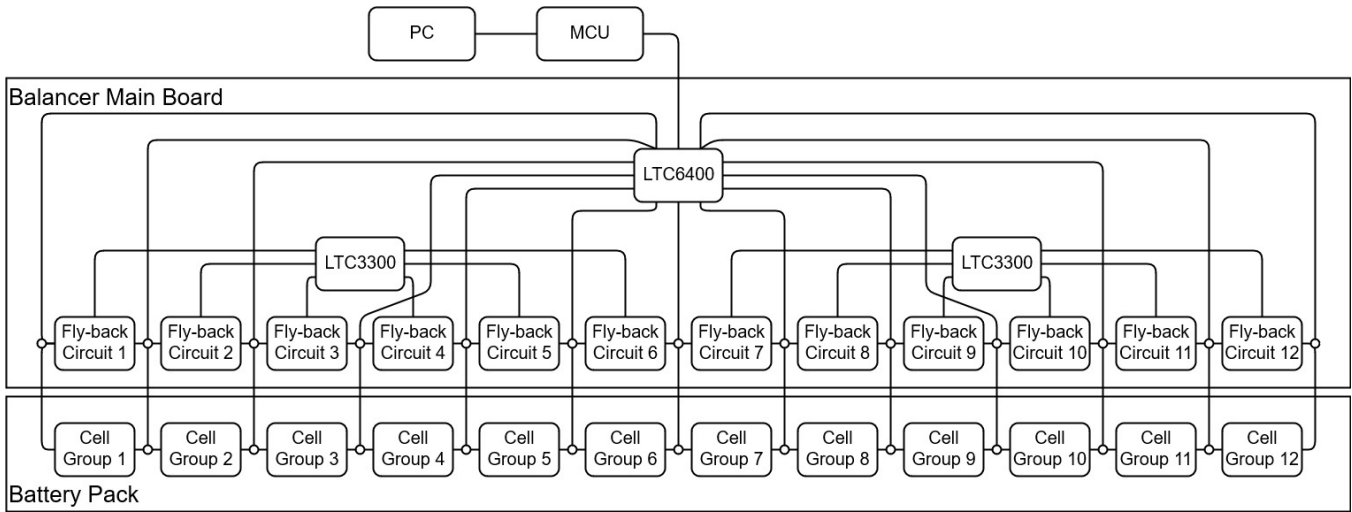 PC
MCU
Balancer Main Board
LTC6400
LTC3300
LTC3300
Fly-back
Circuit 1
Fly-back
Circuit 2
Fly-back
Circuit 3
Fly-back
Circuit 4
Fly-back
Circuit 5
Fly-back
Circuit 6
Fly-back
Circuit 7
Fly-back
Circuit 8
Fly-back
Circuit 9
Fly-back
Circuit 10
Fly-back
Circuit 11
Fly-back
Circuit 12
Cell
Group 1
Cell
Group 2
Cell
Group 3
Cell
Group 4
Cell
Group 5
Cell
Group 6
Cell
Group 7
Cell
Group 8
Cell
Group 9
Cell
Group 10
Cell
Group 11
Cell
Group 12
Battery Pack